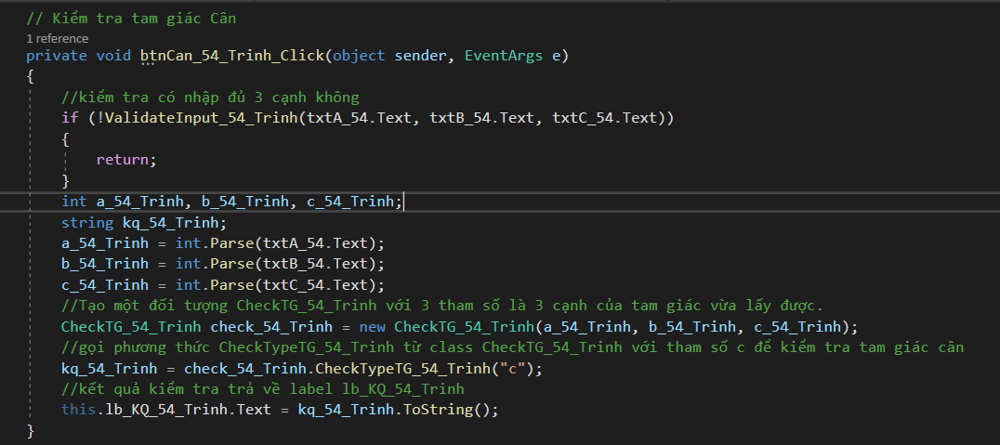 // Kiểm tra tam giác Cân
1 reference
private void btnCan_54_Trinh_Click(object sender, EventArgs e)
{
//kiểm tra có nhập đủ 3 cạnh không
if (!ValidateInput_54_Trinh(txtA_54.Text, txtB_54.Text, txtC_54.Text))
{
return;
}
int a_54_Trinh, b_54_Trinh, c_54_Trinh;
string kq_54_Trinh;
a_54_Trinh = int.Parse(txtA_54.Text);
b_54_Trinh = int.Parse(txtB_54.Text);
c_54_Trinh = int.Parse(txtC_54.Text);
//Tạo một đối tượng CheckTG_54_Trinh với 3 tham số là 3 cạnh của tam giác vừa lấy được.
CheckTG_54_Trinh check_54_Trinh = new CheckTG_54_Trinh(a_54_Trinh, b_54_Trinh, c_54_Trinh);
//gọi phương thức CheckTypeTG_54_Trinh từ class CheckTG_54_Trinh với tham số c để kiểm tra tam giác cân
kq_54_Trinh = check_54_Trinh.CheckTypeTG_54_Trinh("c");
//kết quả kiểm tra trả về label lb_KQ_54_Trinh
this.lb_KQ_54_Trinh.Text = kq_54_Trinh.ToString();
}